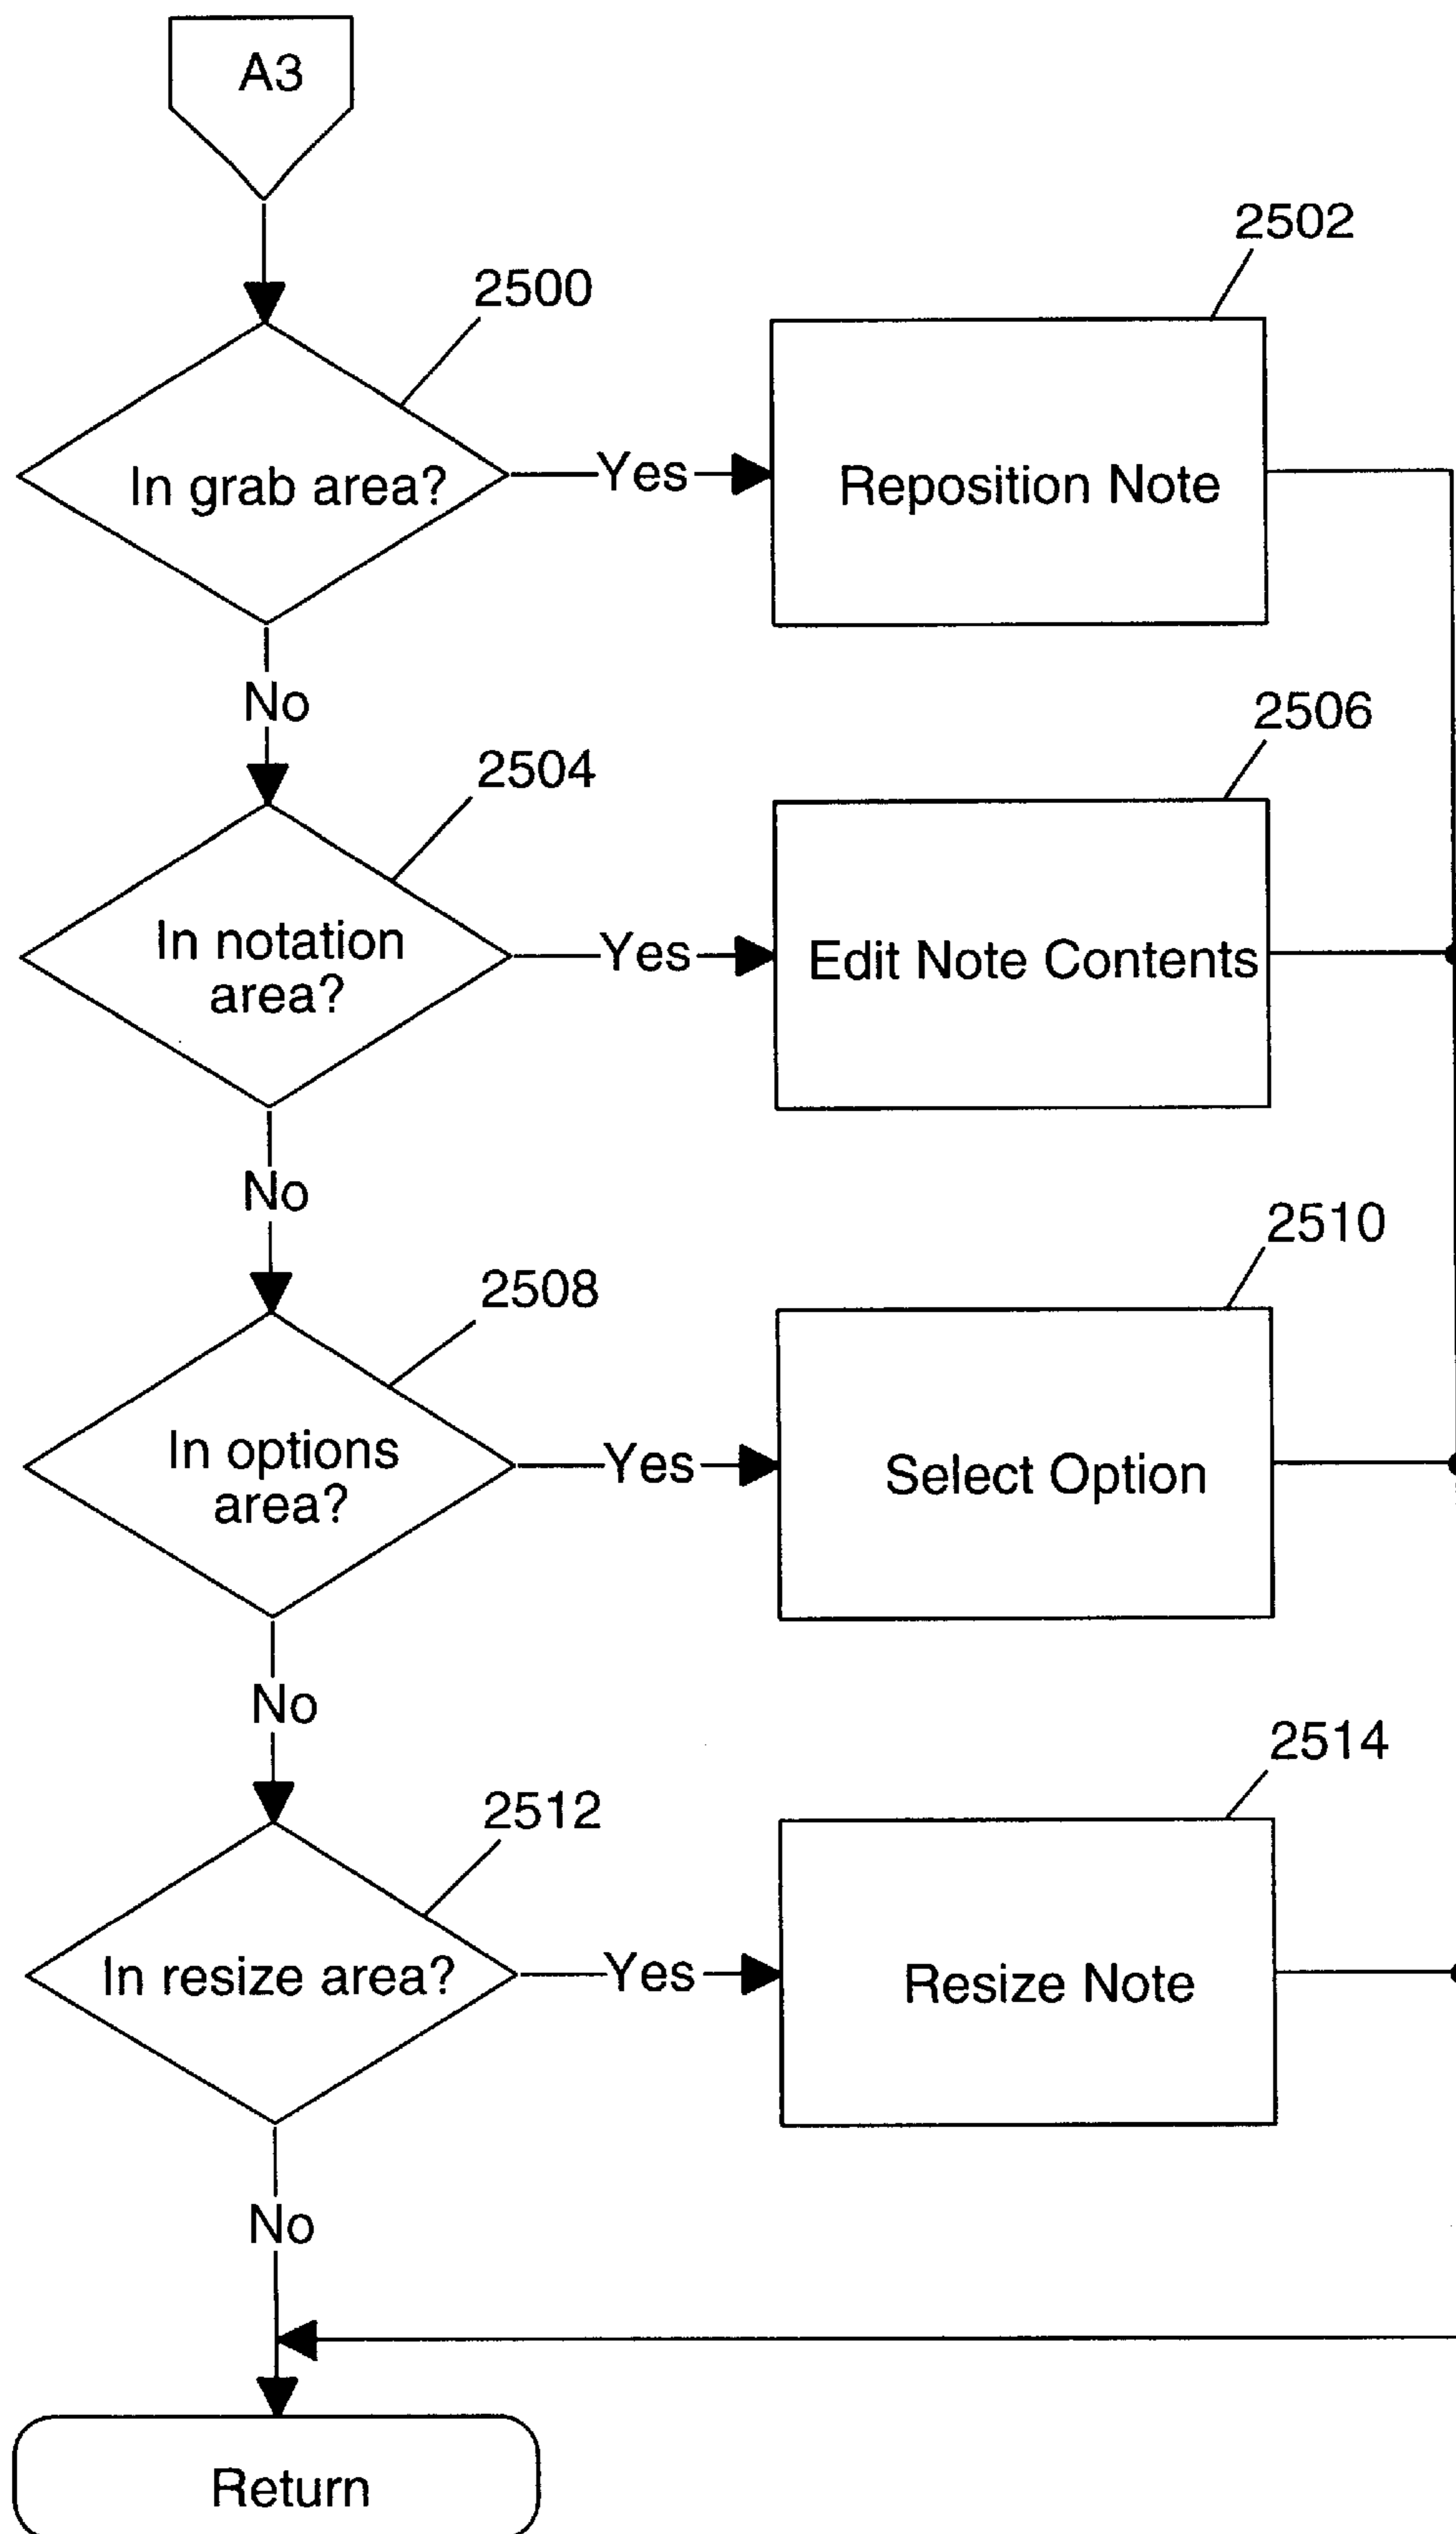 A3
2500
2502
In grab area?
Yes
Reposition Note
No
2504
2506
In notation
area?
Yes
Edit Note Contents
No
2508
2510
In options
area?
Yes
Select Option
No
2512
2514
In resize area?
Yes
Resize Note
No
Return